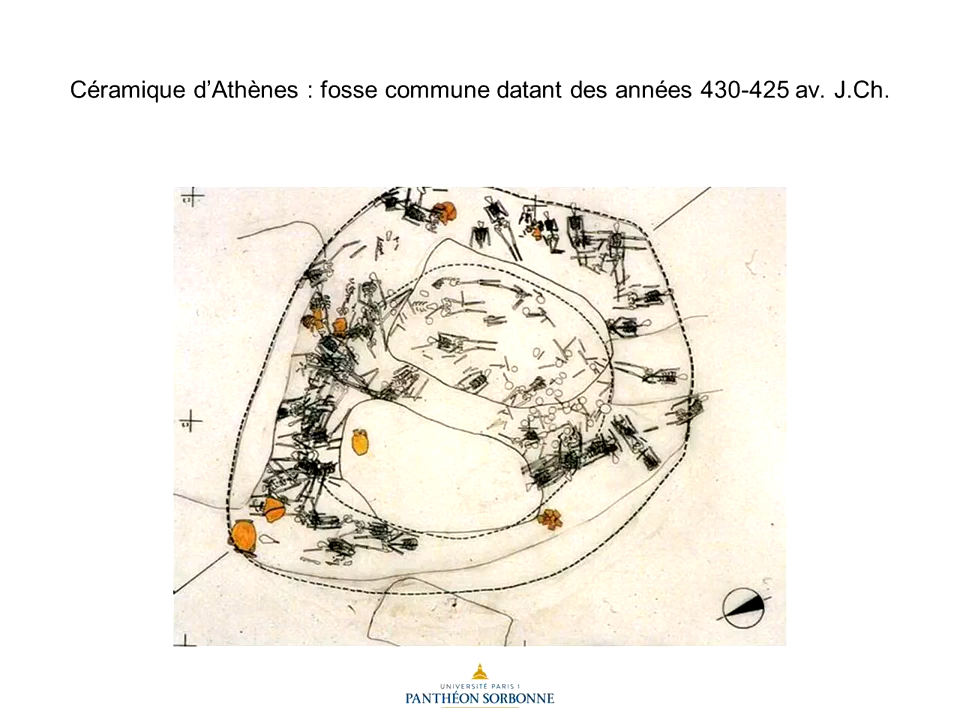 Céramique d’Athènes : fosse commune datant des années 430-425 av. J.Ch.
UNIVERSITÉ PARIS 1
PANTHÉON SORBONNE